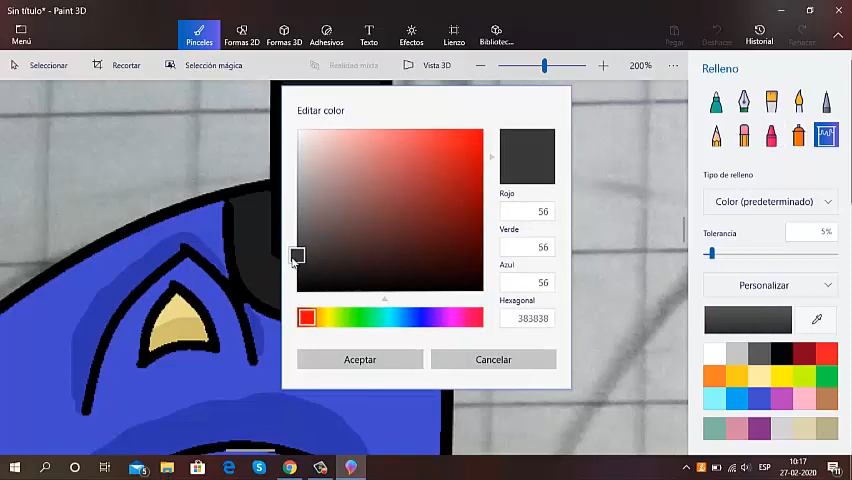 Sin título* - Paint 3D
Menú
Pinceles
Formas 2D
Formas 3D
Adhesivos
Texto
Efectos
Lienzo
Bibliotec...
Pegar
Deshacer
Historial
Rehacer
Seleccionar
Recortar
Selección mágica
Realidad mixta
Vista 3D
200%
Relleno
Editar color
Rojo
56
Verde
56
Azul
56
Hexagonal
383838
Aceptar
Cancelar
Tipo de relleno
Color (predeterminado)
Tolerancia
5%
Personalizar
5
ESP
10:17
27-02-2020